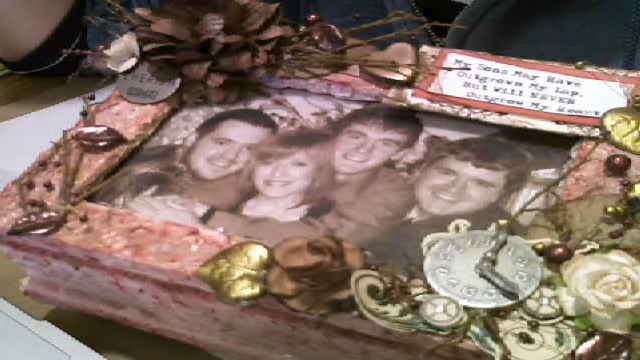 My Sons May Have
Outgrown My Lap
But Will NEVER
Outgrow My Heart